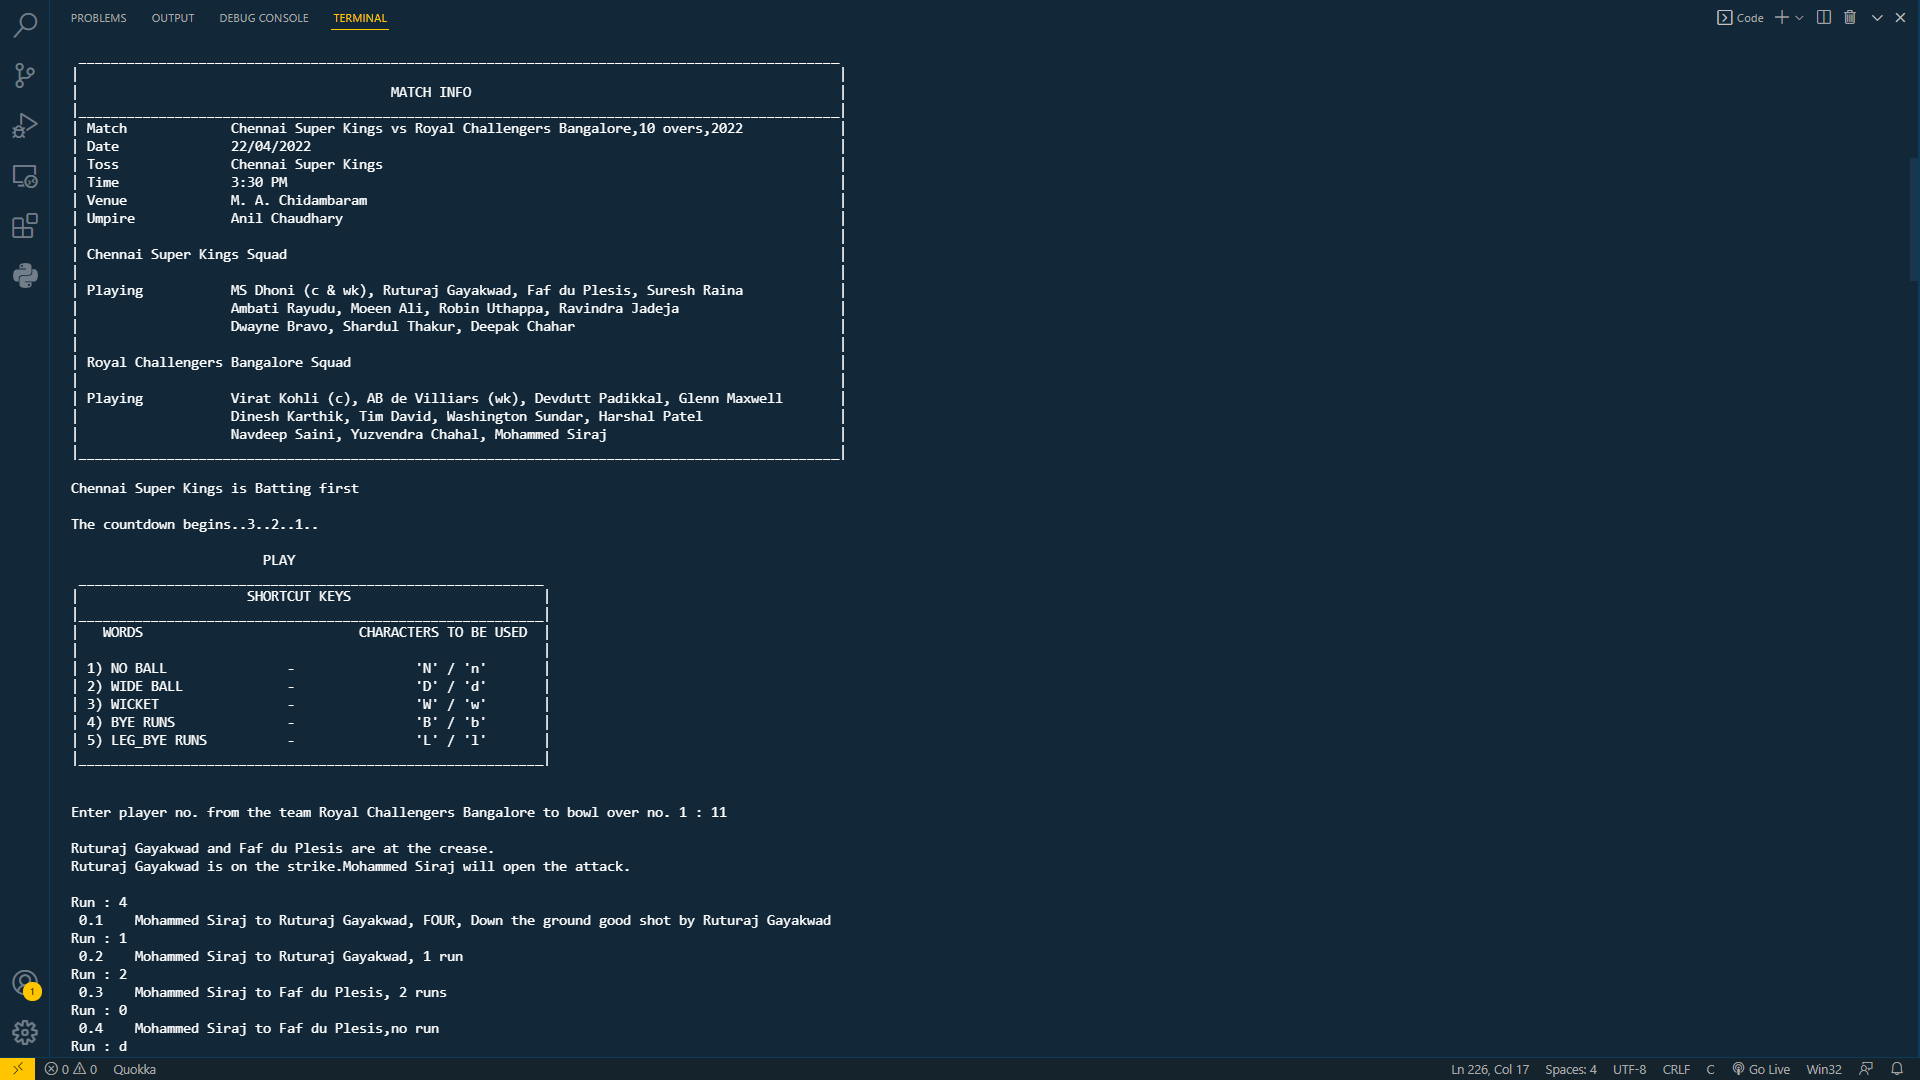 PROBLEMS OUTPUT DEBUG CONSOLE TERMINAL Code
MATCH INFO
Match Chennai Super Kings vs Royal Challengers Bangalore,10 overs,2022
Date 22/04/2022
Toss Chennai Super Kings
Time 3:30 PM
Venue M. A. Chidambaram
Umpire Anil Chaudhary
Chennai Super Kings Squad
Playing MS Dhoni (c & wk), Ruturaj Gayakwad, Faf du Plesis, Suresh Raina
Ambati Rayudu, Moeen Ali, Robin Uthappa, Ravindra Jadeja
Dwayne Bravo, Shardul Thakur, Deepak Chahar
Royal Challengers Bangalore Squad
Playing Virat Kohli (c), AB de Villiars (wk), Devdutt Padikkal, Glenn Maxwell
Dinesh Karthik, Tim David, Washington Sundar, Harshal Patel
Navdeep Saini, Yuzvendra Chahal, Mohammed Siraj
Chennai Super Kings is Batting first
The countdown begins..3..2..1..
PLAY
SHORTCUT KEYS
WORDS CHARACTERS TO BE USED
1) NO BALL - 'N' / 'n'
2) WIDE BALL - 'D' / 'd'
3) WICKET - 'W' / 'w'
4) BYE RUNS - 'B' / 'b'
5) LEG_BYE RUNS - 'L' / 'l'
Enter player no. from the team Royal Challengers Bangalore to bowl over no. 1 : 11
Ruturaj Gayakwad and Faf du Plesis are at the crease.
Ruturaj Gayakwad is on the strike.Mohammed Siraj will open the attack.
Run : 4
0.1 Mohammed Siraj to Ruturaj Gayakwad, FOUR, Down the ground good shot by Ruturaj Gayakwad
Run : 1
0.2 Mohammed Siraj to Ruturaj Gayakwad, 1 run
Run : 2
0.3 Mohammed Siraj to Faf du Plesis, 2 runs
Run : 0
0.4 Mohammed Siraj to Faf du Plesis,no run
Run : d
1
0 0 Quokka Ln 226, Col 17 Spaces: 4 UTF-8 CRLF C Go Live Win32